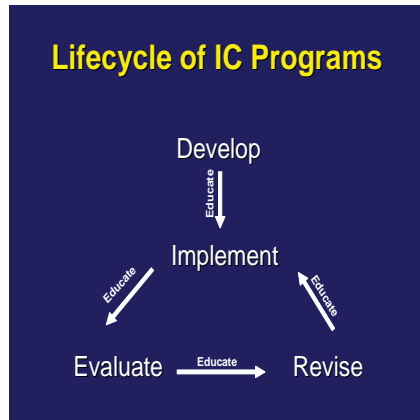 Lifecycle of IC Programs
Develop
Educate
Implement
Educate
Educate
Evaluate
Educate
Revise